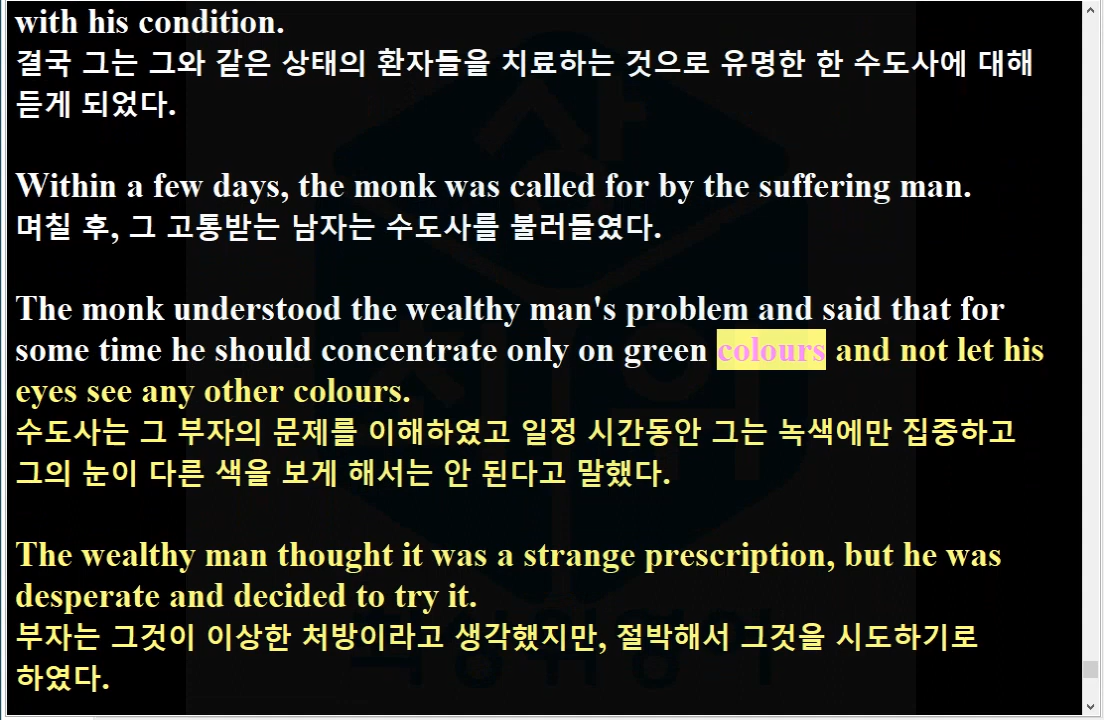 with his condition.
결국 그는 그와 같은 상태의 환자들을 치료하는 것으로 유명한 한 수도사에 대해
듣게 되었다.
Within a few days, the monk was called for by the suffering man.
며칠 후, 그 고통받는 남자는 수도사를 불러들였다.
The monk understood the wealthy man's problem and said that for
some time he should concentrate only on green colours and not let his
eyes see any other colours.
수도사는 그 부자의 문제를 이해하였고 일정 시간동안 그는 녹색에만 집중하고
그의 눈이 다른 색을 보게 해서는 안 된다고 말했다.
The wealthy man thought it was a strange prescription, but he was
desperate and decided to try it.
부자는 그것이 이상한 처방이라고 생각했지만, 절박해서 그것을 시도하기로
하였다.